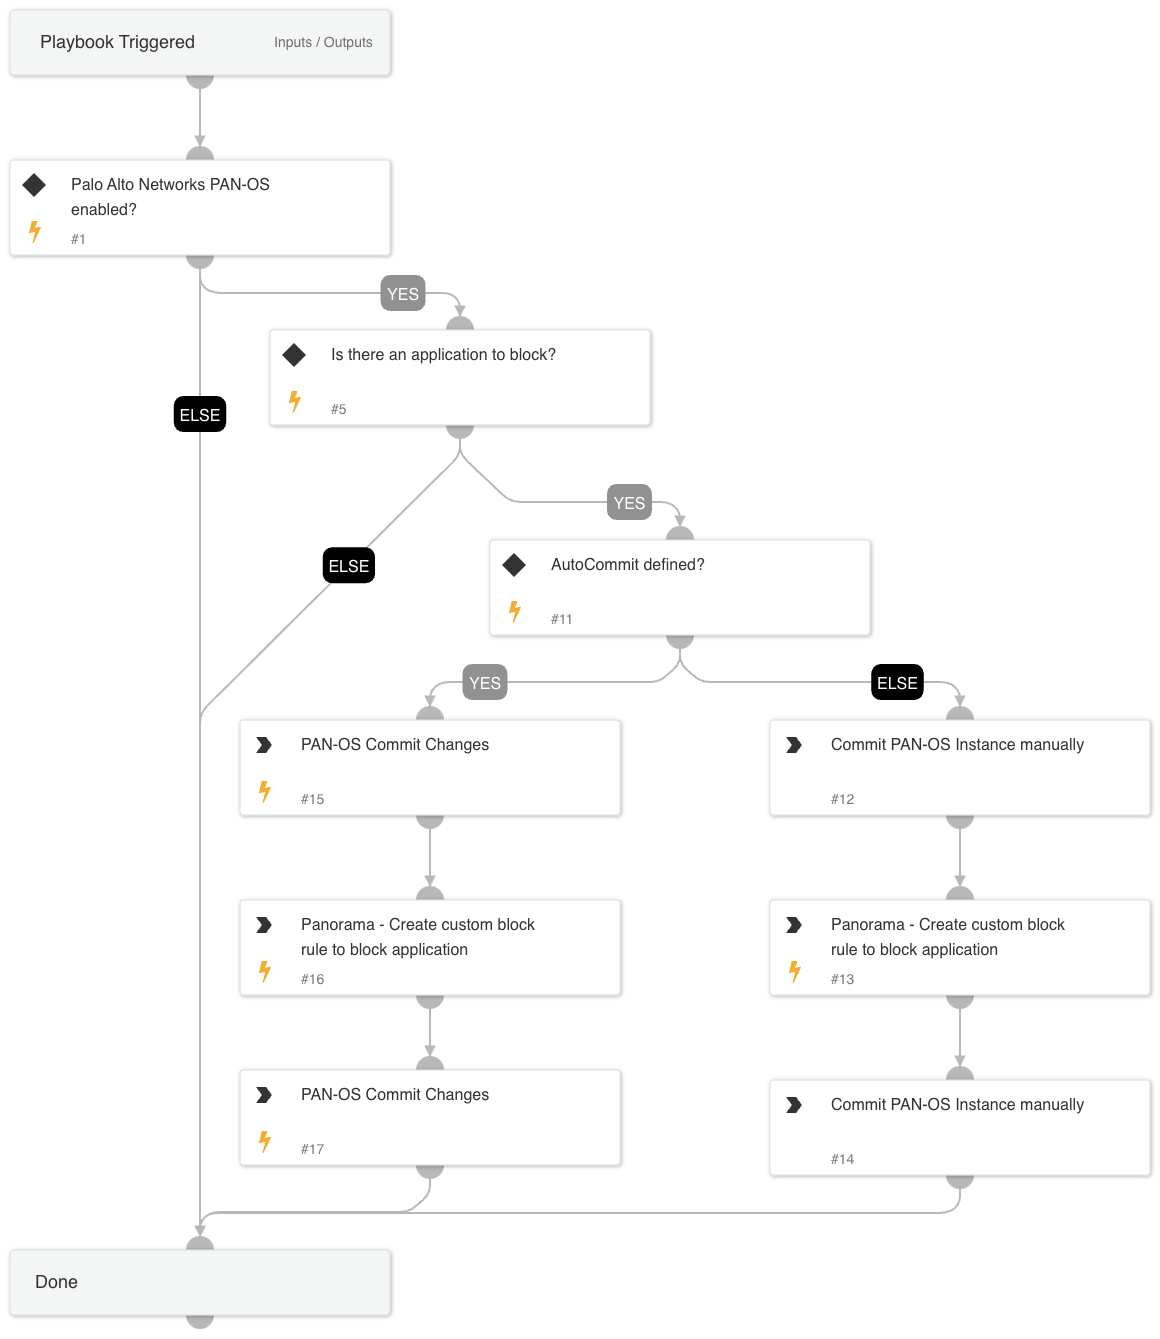 Playbook Triggered
Inputs / Outputs
Palo Alto Networks PAN-OS
enabled?
#1
YES
Is there an application to block?
#5
ELSE
YES
ELSE
AutoCommit defined?
#11
YES
ELSE
PAN-OS Commit Changes
#15
Commit PAN-OS Instance manually
#12
Panorama - Create custom block
rule to block application
#16
Panorama - Create custom block
rule to block application
#13
PAN-OS Commit Changes
#17
Commit PAN-OS Instance manually
#14
Done